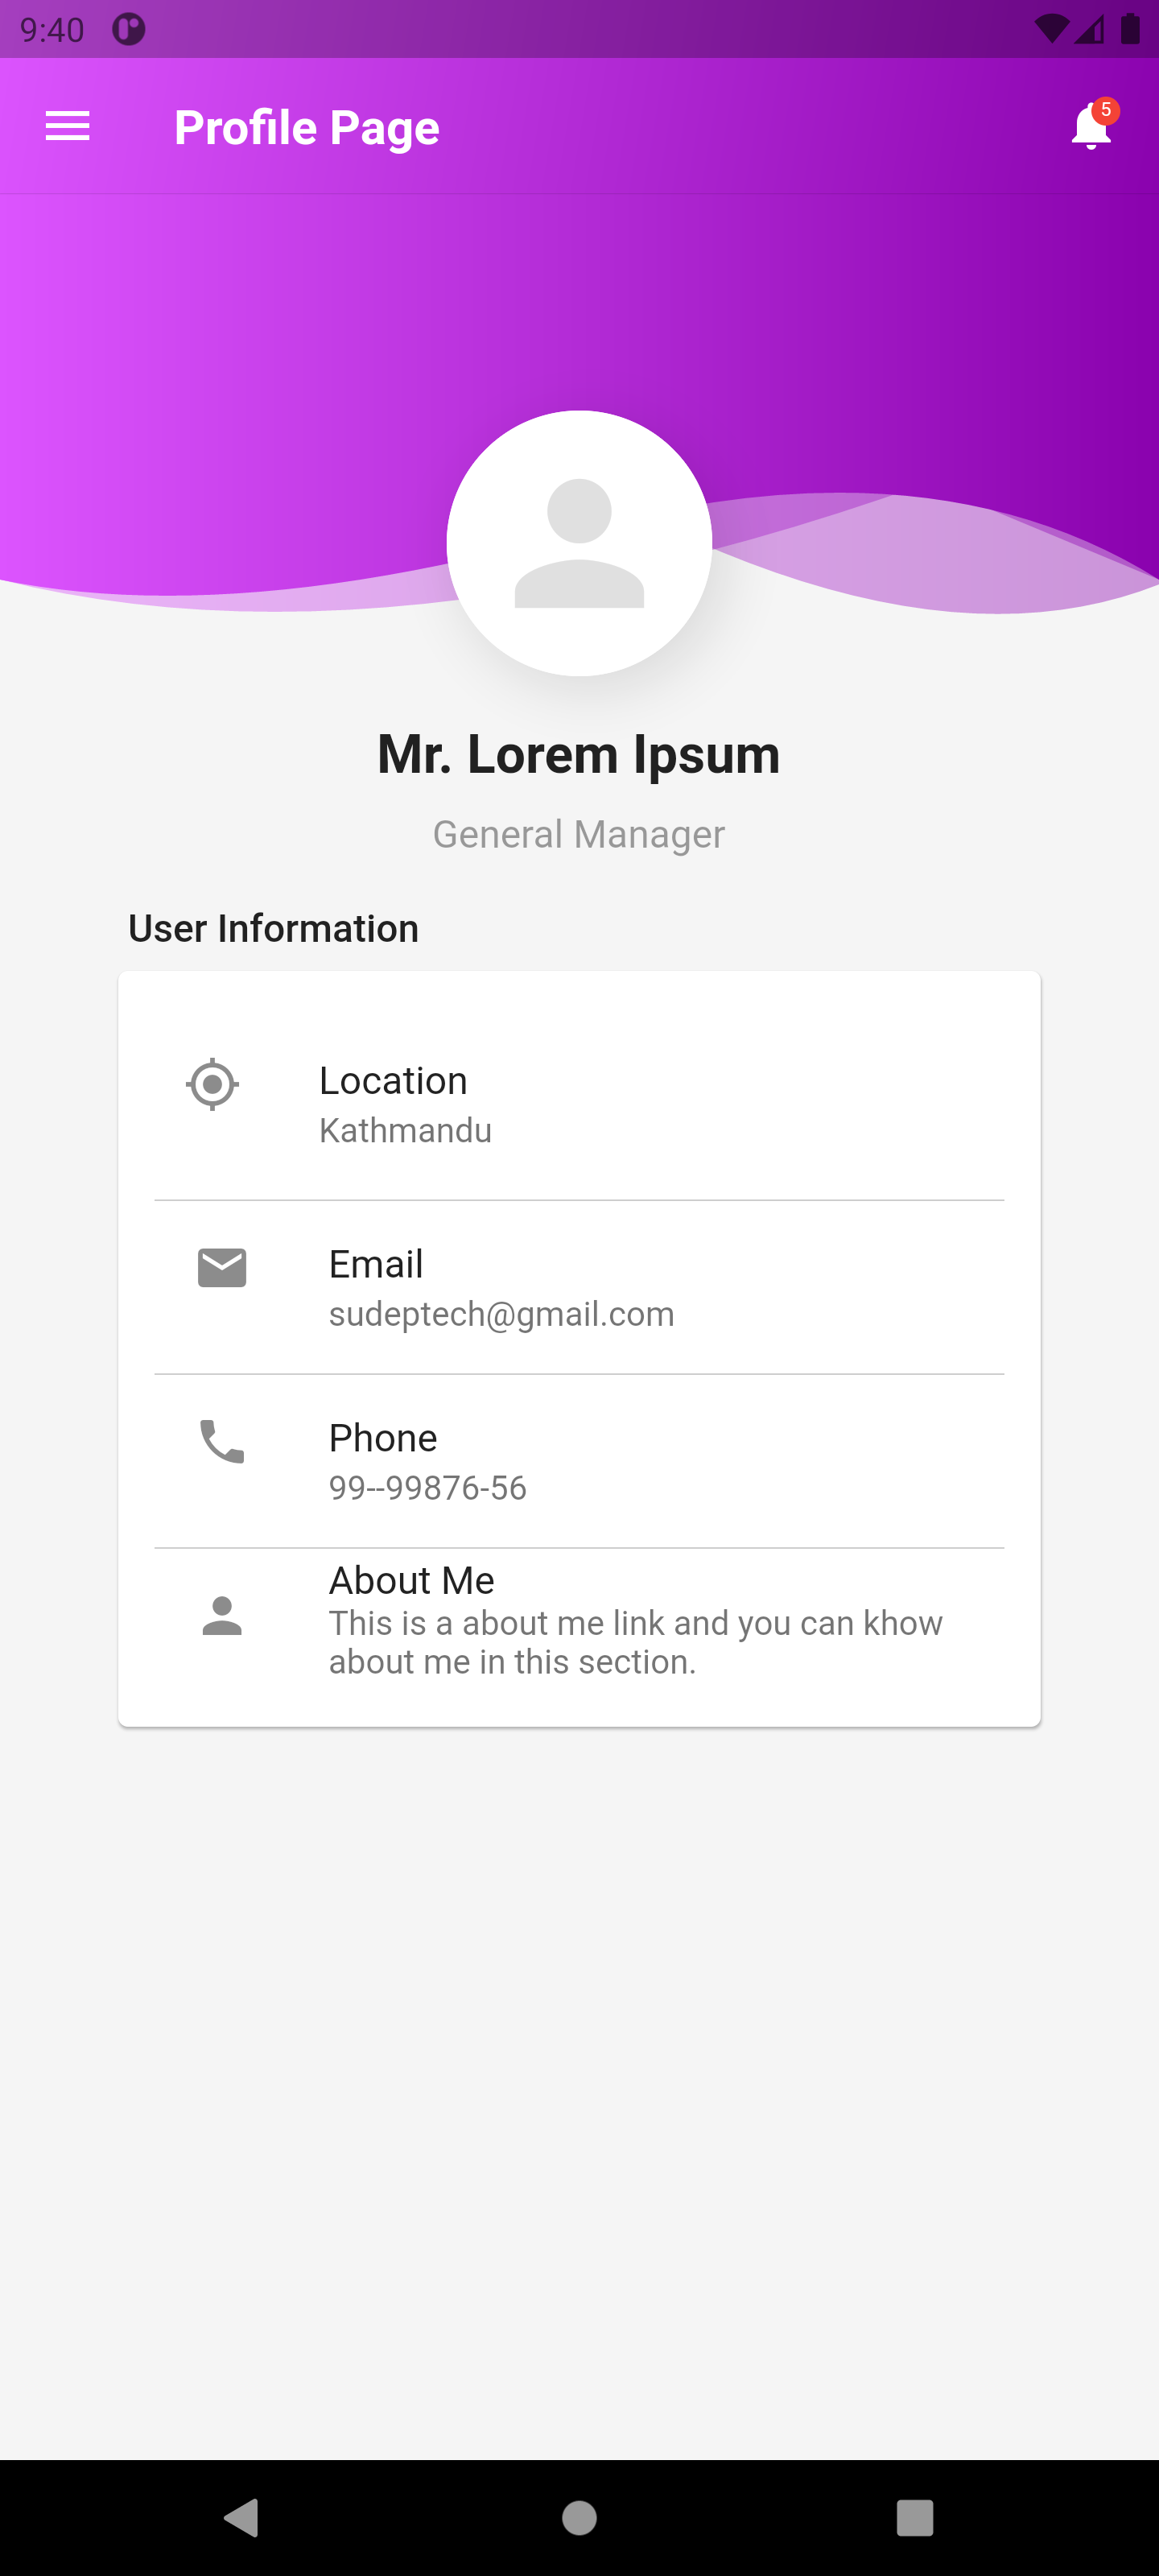 9:40
Profile Page
5
Mr. Lorem Ipsum
General Manager
User Information
Location
Kathmandu
Email
sudeptech@gmail.com
Phone
99--99876-56
About Me
This is a about me link and you can khow
about me in this section.